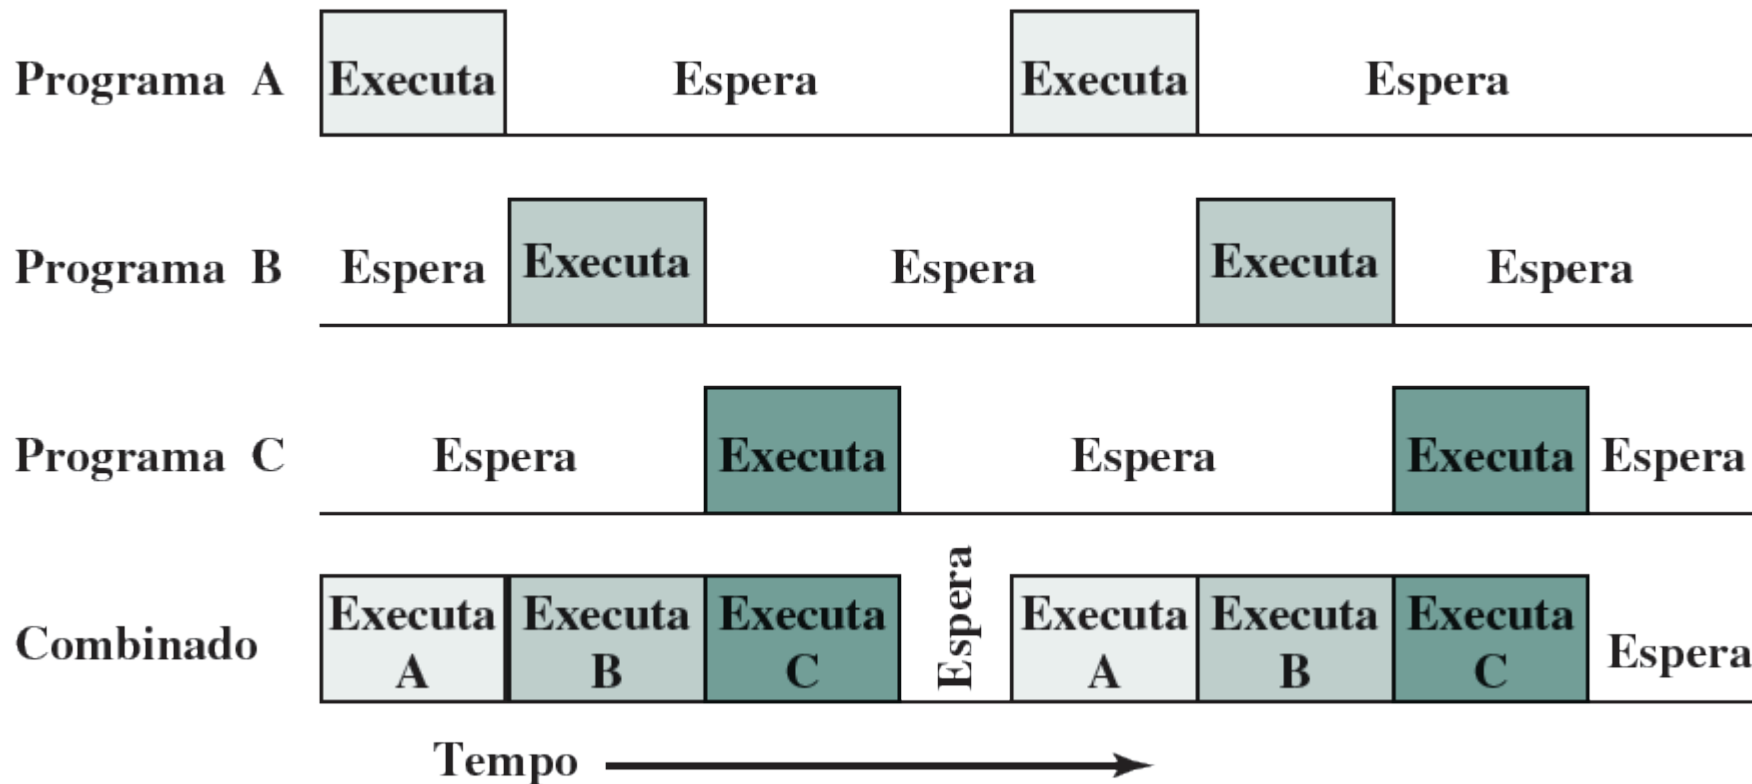 Programa A Executa Espera Executa Espera
Programa B Espera Executa Espera Executa Espera
Programa C Espera Executa Espera Executa Espera
Combinado Executa A Executa B Executa C Espera Executa A Executa B Executa C Espera
Tempo